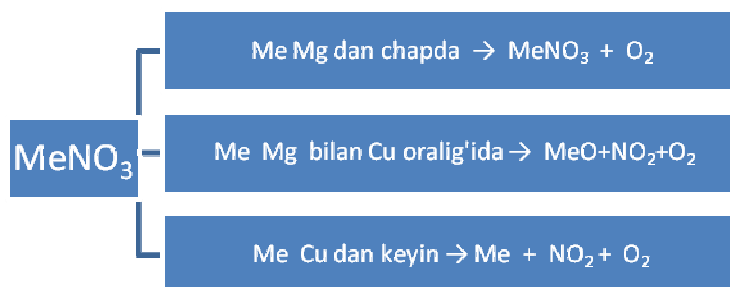 Me Mg dan chapda → MeNO₃ + O₂
MeNO₃
Me Mg bilan Cu oralig'ida → MeO+NO₂+O₂
Me Cu dan keyin → Me + NO₂ + O₂